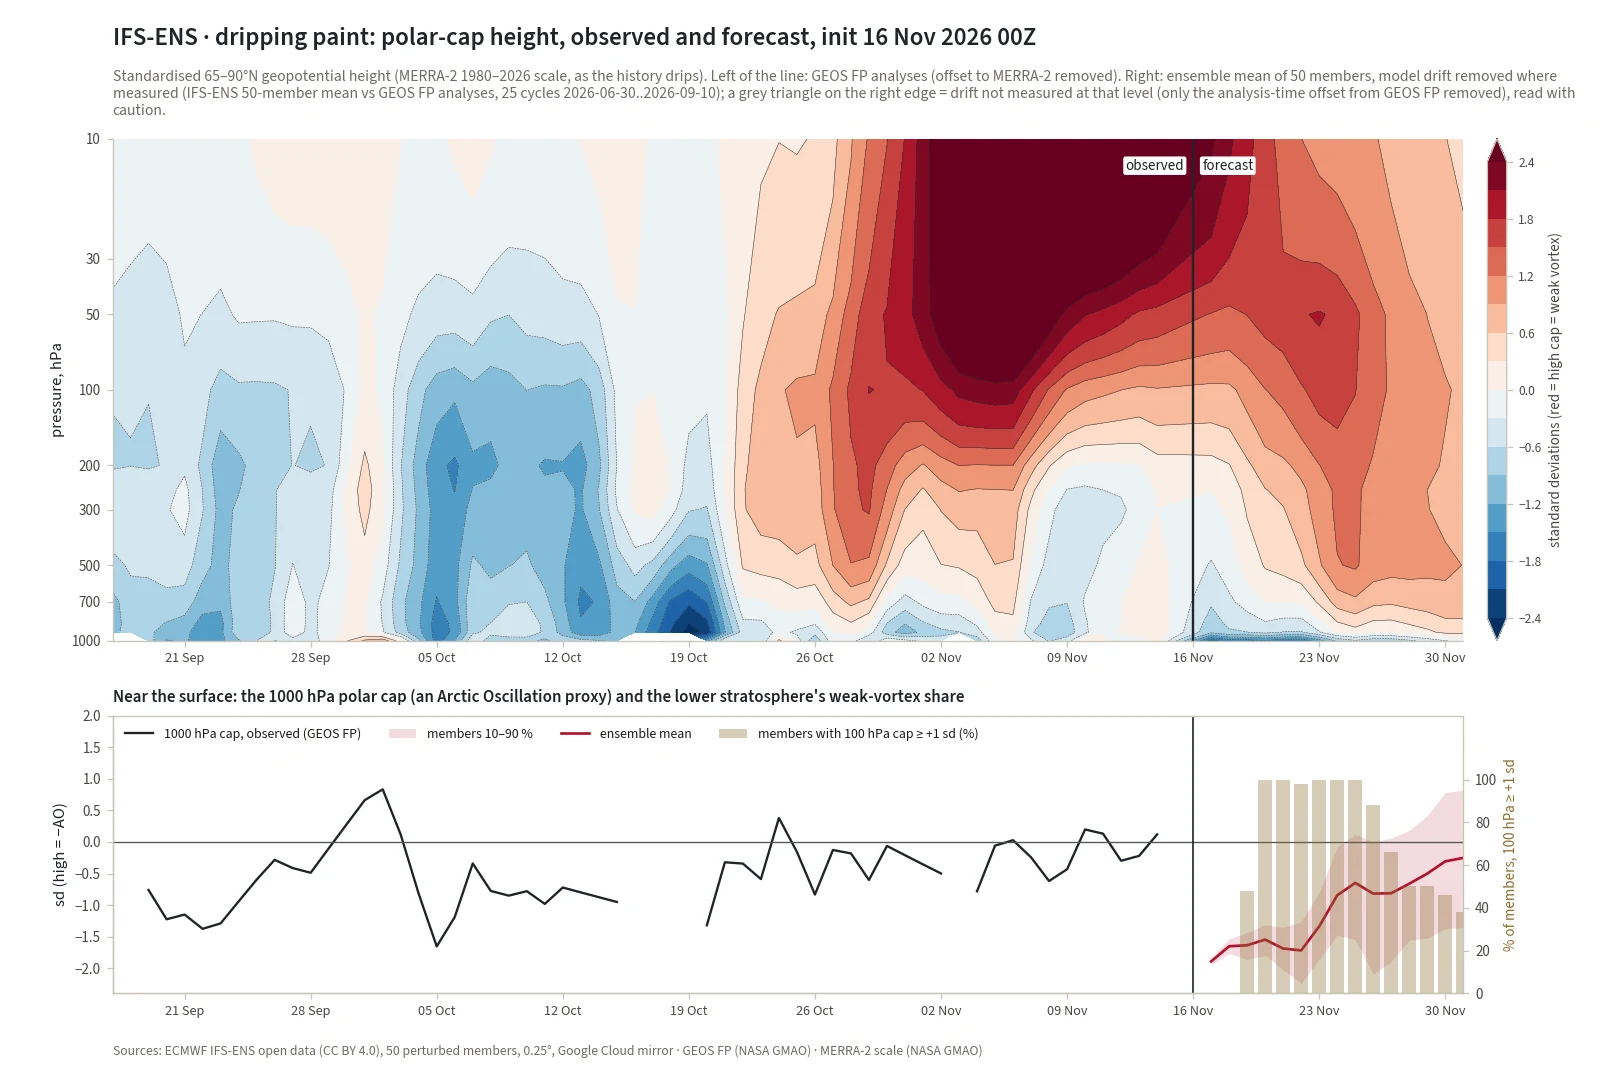 IFS-ENS · dripping paint: polar-cap height, observed and forecast, init 16 Nov 2026 00Z
Standardised 65–90°N geopotential height (MERRA-2 1980–2026 scale, as the history drips). Left of the line: GEOS FP analyses (offset to MERRA-2 removed). Right: ensemble mean of 50 members, model drift removed where
measured (IFS-ENS 50-member mean vs GEOS FP analyses, 25 cycles 2026-06-30..2026-09-10); a grey triangle on the right edge = drift not measured at that level (only the analysis-time offset from GEOS FP removed), read with
caution.
pressure, hPa
10
30
50
100
200
300
500
700
1000
observed
forecast
21 Sep
28 Sep
05 Oct
12 Oct
19 Oct
26 Oct
02 Nov
09 Nov
16 Nov
23 Nov
30 Nov
2.4
1.8
1.2
0.6
0.0
−0.6
−1.2
−1.8
−2.4
standard deviations (red = high cap = weak vortex)
Near the surface: the 1000 hPa polar cap (an Arctic Oscillation proxy) and the lower stratosphere's weak-vortex share
sd (high = −AO)
2.0
1.5
1.0
0.5
0.0
−0.5
−1.0
−1.5
−2.0
1000 hPa cap, observed (GEOS FP)
members 10–90 %
ensemble mean
members with 100 hPa cap ≥ +1 sd (%)
100
80
60
40
20
0
% of members, 100 hPa ≥ +1 sd
21 Sep
28 Sep
05 Oct
12 Oct
19 Oct
26 Oct
02 Nov
09 Nov
16 Nov
23 Nov
30 Nov
Sources: ECMWF IFS-ENS open data (CC BY 4.0), 50 perturbed members, 0.25°, Google Cloud mirror · GEOS FP (NASA GMAO) · MERRA-2 scale (NASA GMAO)